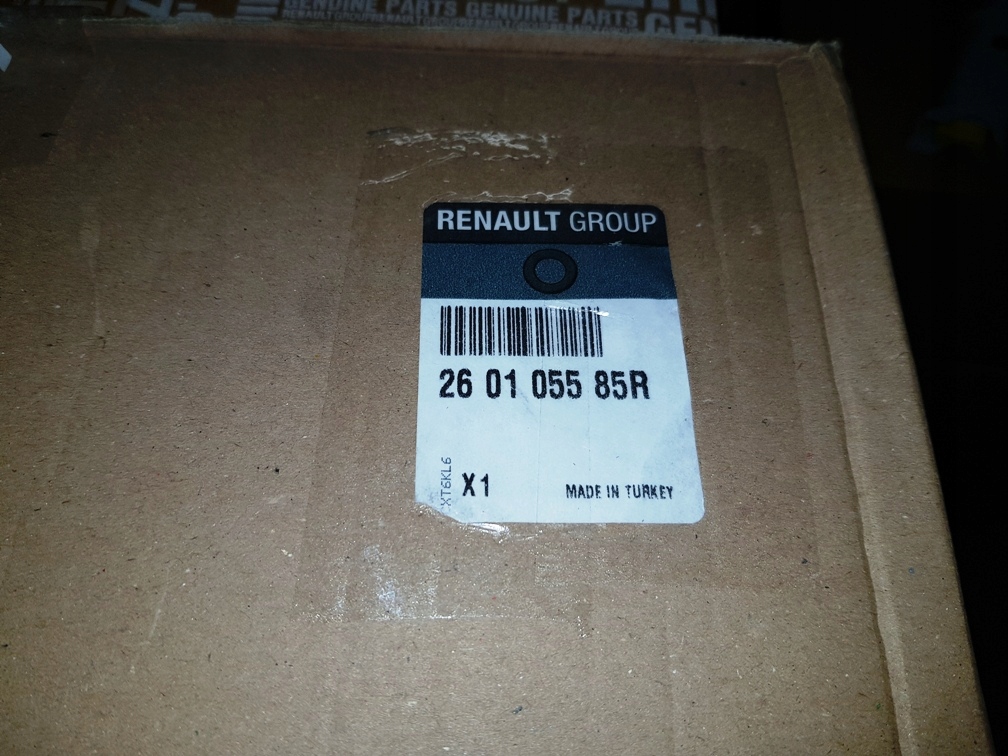 GENUINE PARTS GENUINE PARTS
RENAULT GROUP
26 01 055 85R
XT6KL6
X1
MADE IN TURKEY